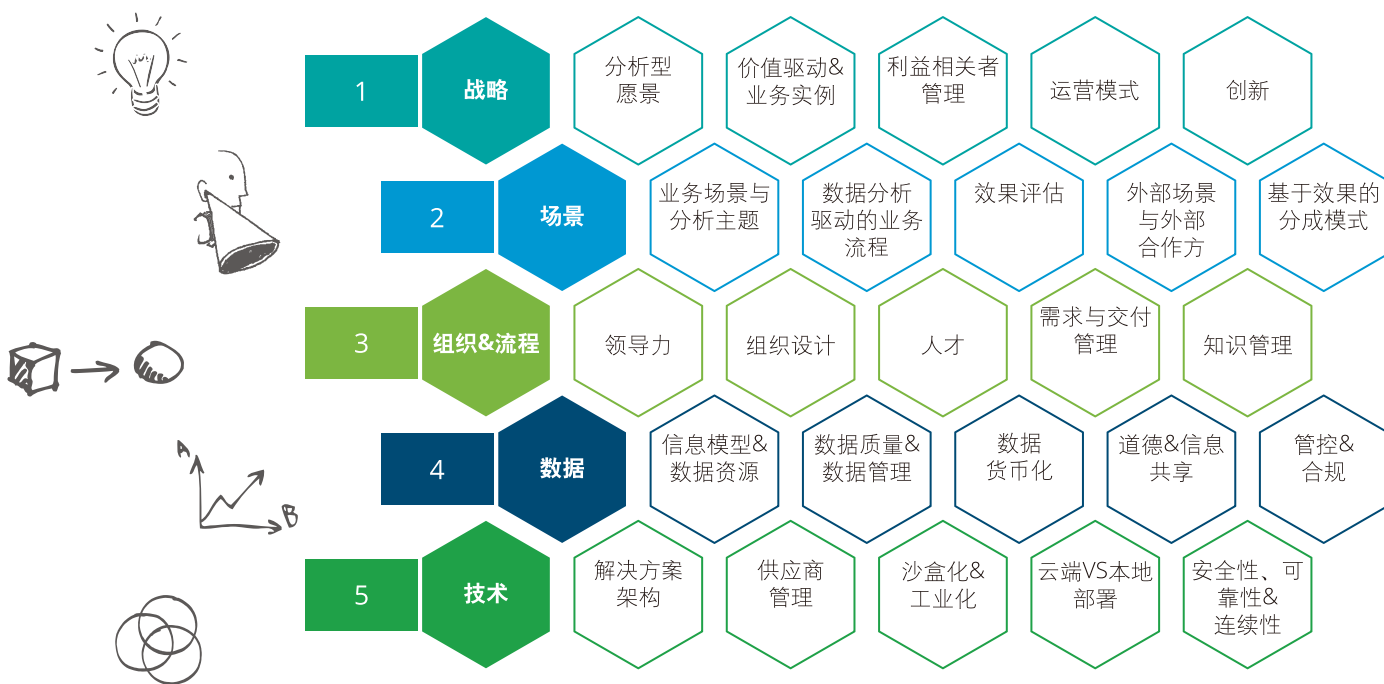 1
战略
分析型
愿景
价值驱动&
业务实例
利益相关者
管理
运营模式
创新
2
场景
业务场景与
分析主题
数据分析
驱动的业务
流程
效果评估
外部场景
与外部
合作方
基于效果的
分成模式
3
组织&流程
领导力
组织设计
人才
需求与交付
管理
知识管理
4
数据
信息模型&
数据资源
数据质量&
数据管理
数据
货币化
道德&信息
共享
管控&
合规
A
B
5
技术
解决方案
架构
供应商
管理
沙盒化&
工业化
云端VS本地
部署
安全性、可
靠性&
连续性